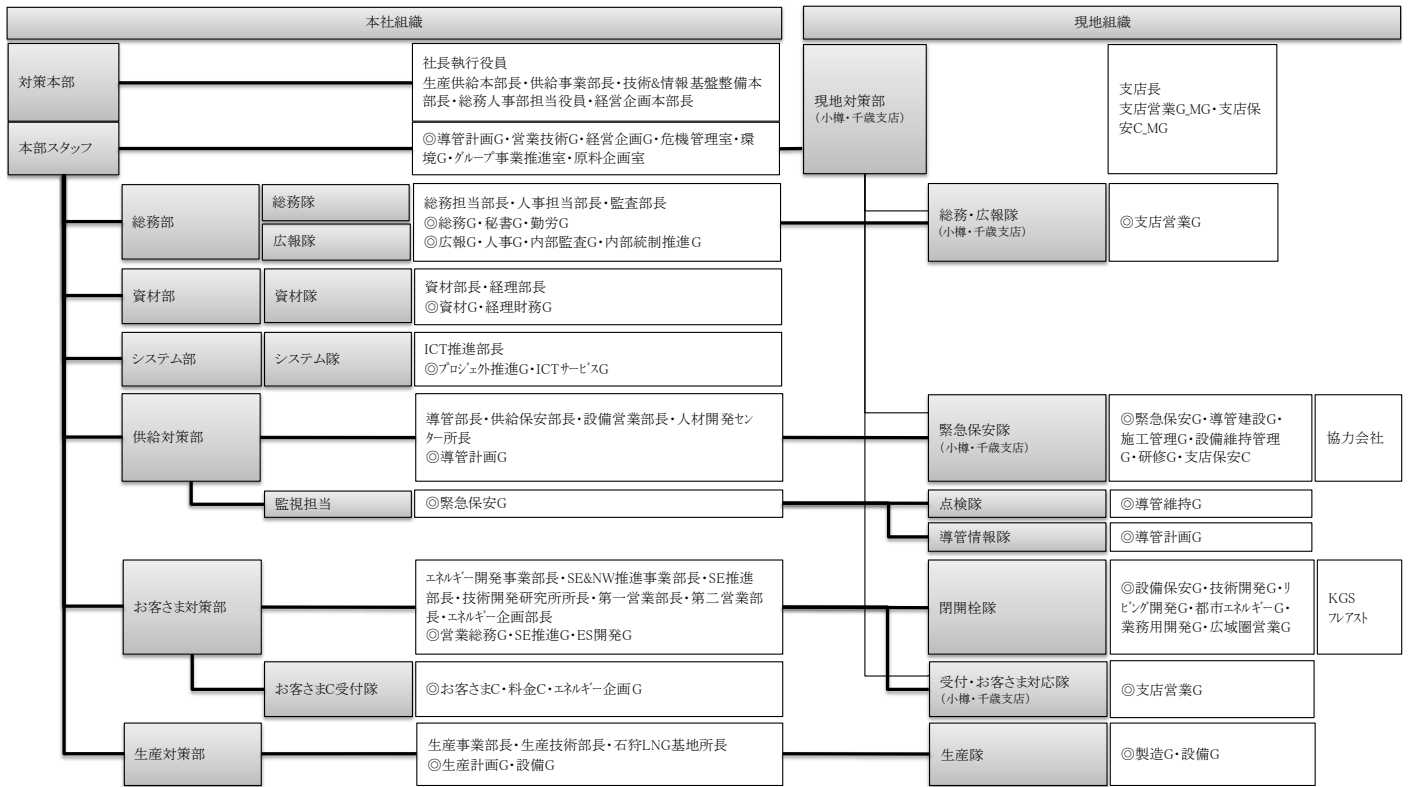 本社組織
現地組織
対策本部
社長執行役員
生産供給本部長・供給事業部長・技術&情報基盤整備本
部長・総務人事部担当役員・経営企画本部長
現地対策部
(小樽・千歳支店)
支店長
支店営業G_MG・支店保
安C_MG
本部スタッフ
◎導管計画G・営業技術G・経営企画G・危機管理室・環
境G・グループ事業推進室・原料企画室
総務部
総務隊
広報隊
総務担当部長・人事担当部長・監査部長
◎総務G・秘書G・勤労G
◎広報G・人事G・内部監査G・内部統制推進G
総務・広報隊
(小樽・千歳支店)
◎支店営業G
資材部
資材隊
資材部長・経理部長
◎資材G・経理財務G
システム部
システム隊
ICT推進部長
◎プロジェクト推進G・ICTサービスG
供給対策部
導管部長・供給保安部長・設備営業部長・人材開発セン
ター所長
◎導管計画G
緊急保安隊
(小樽・千歳支店)
◎緊急保安G・導管建設G・
施工管理G・設備維持管理
G・研修G・支店保安C
協力会社
監視担当
◎緊急保安G
点検隊
◎導管維持G
導管情報隊
◎導管計画G
お客さま対策部
エネルギー開発事業部長・SE&NW推進事業部長・SE推進
部長・技術開発研究所所長・第一営業部長・第二営業部
長・エネルギー企画部長
◎営業総務G・SE推進G・ES開発G
閉開栓隊
◎設備保安G・技術開発G・リ
ビング開発G・都市エネルギーG・
業務用開発G・広域圏営業G
KGS
フレアスト
お客さまC受付隊
◎お客さまC・料金C・エネルギー企画G
受付・お客さま対応隊
(小樽・千歳支店)
◎支店営業G
生産対策部
生産事業部長・生産技術部長・石狩LNG基地所長
◎生産計画G・設備G
生産隊
◎製造G・設備G